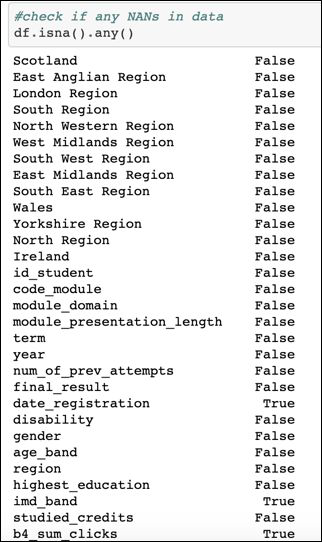 #check if any NANs in data
df.isna().any()
Scotland False
East Anglian Region False
London Region False
South Region False
North Western Region False
West Midlands Region False
South West Region False
East Midlands Region False
South East Region False
Wales False
Yorkshire Region False
North Region False
Ireland False
id_student False
code_module False
module_domain False
module_presentation_length False
term False
year False
num_of_prev_attempts False
final_result False
date_registration True
disability False
gender False
age_band False
region False
highest_education False
imd_band True
studied_credits False
b4_sum_clicks True